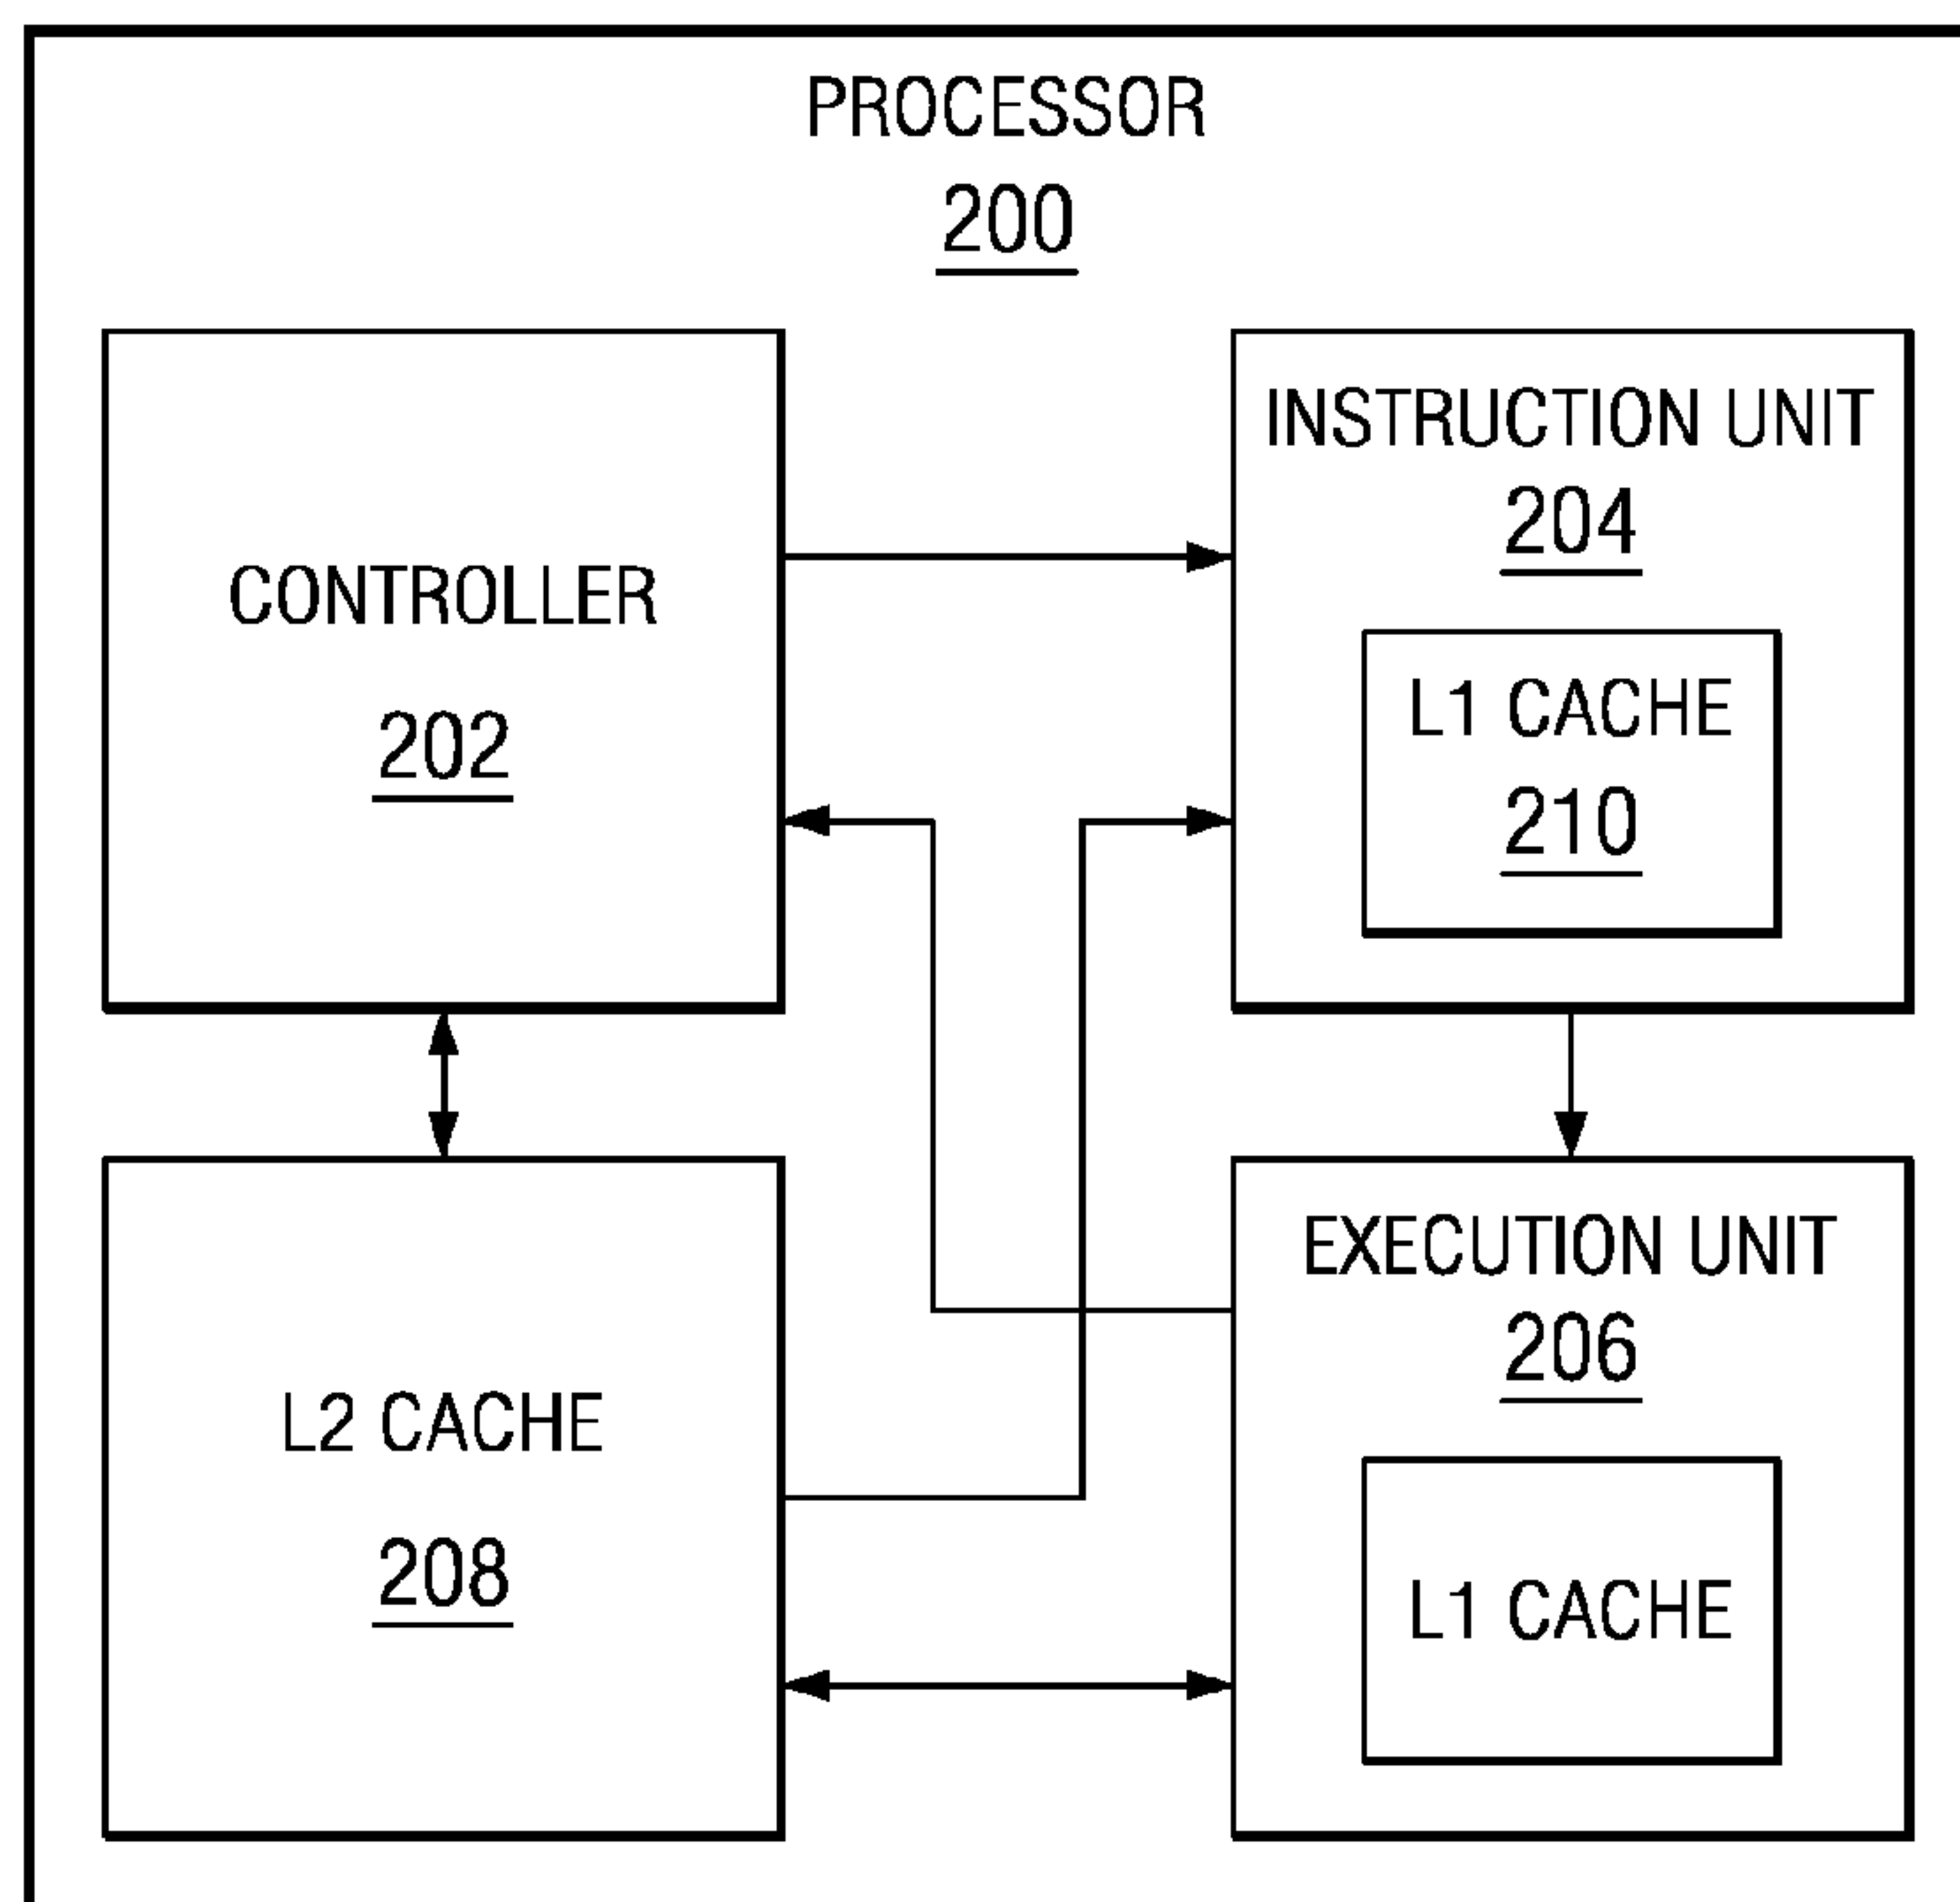 PROCESSOR
200
CONTROLLER
202
INSTRUCTION UNIT
204
L1 CACHE
210
L2 CACHE
208
EXECUTION UNIT
206
L1 CACHE